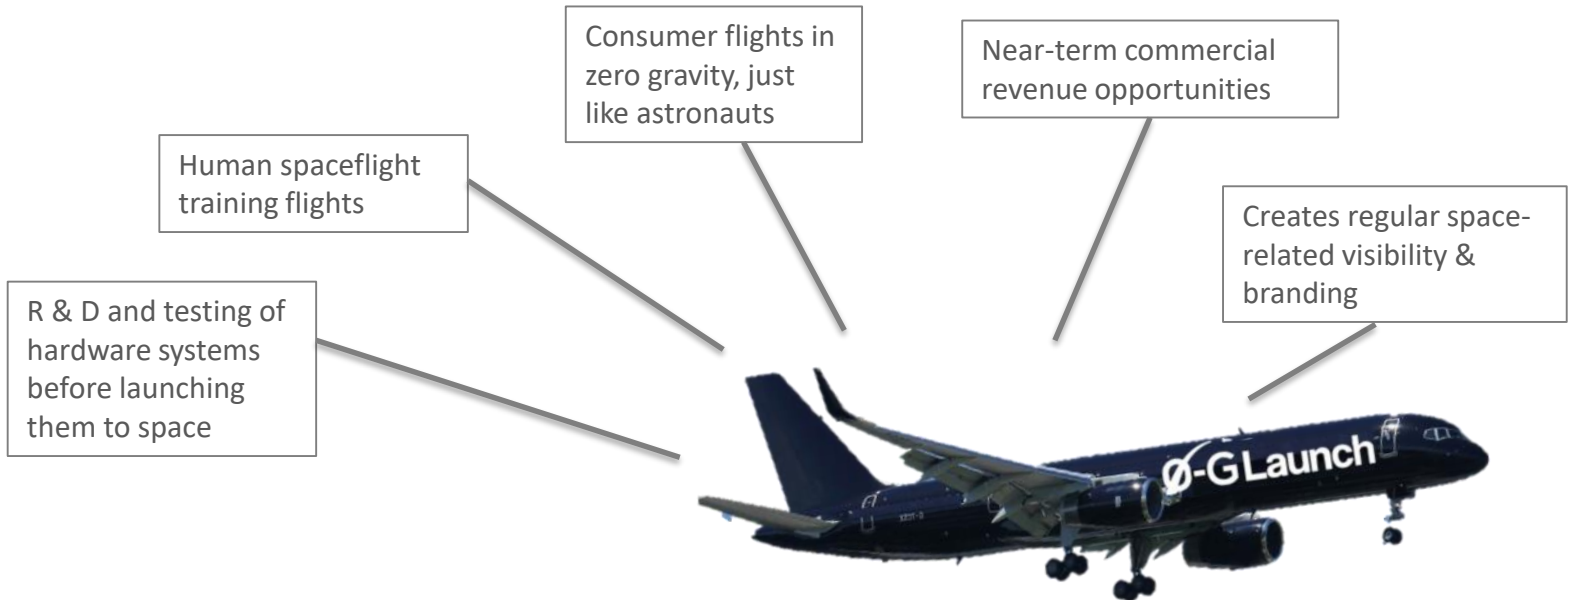 Consumer flights in
zero gravity, just
like astronauts
Near-term commercial
revenue opportunities
Human spaceflight
training flights
Creates regular space-
related visibility &
branding
R & D and testing of
hardware systems
before launching
them to space
Ø-G Launch